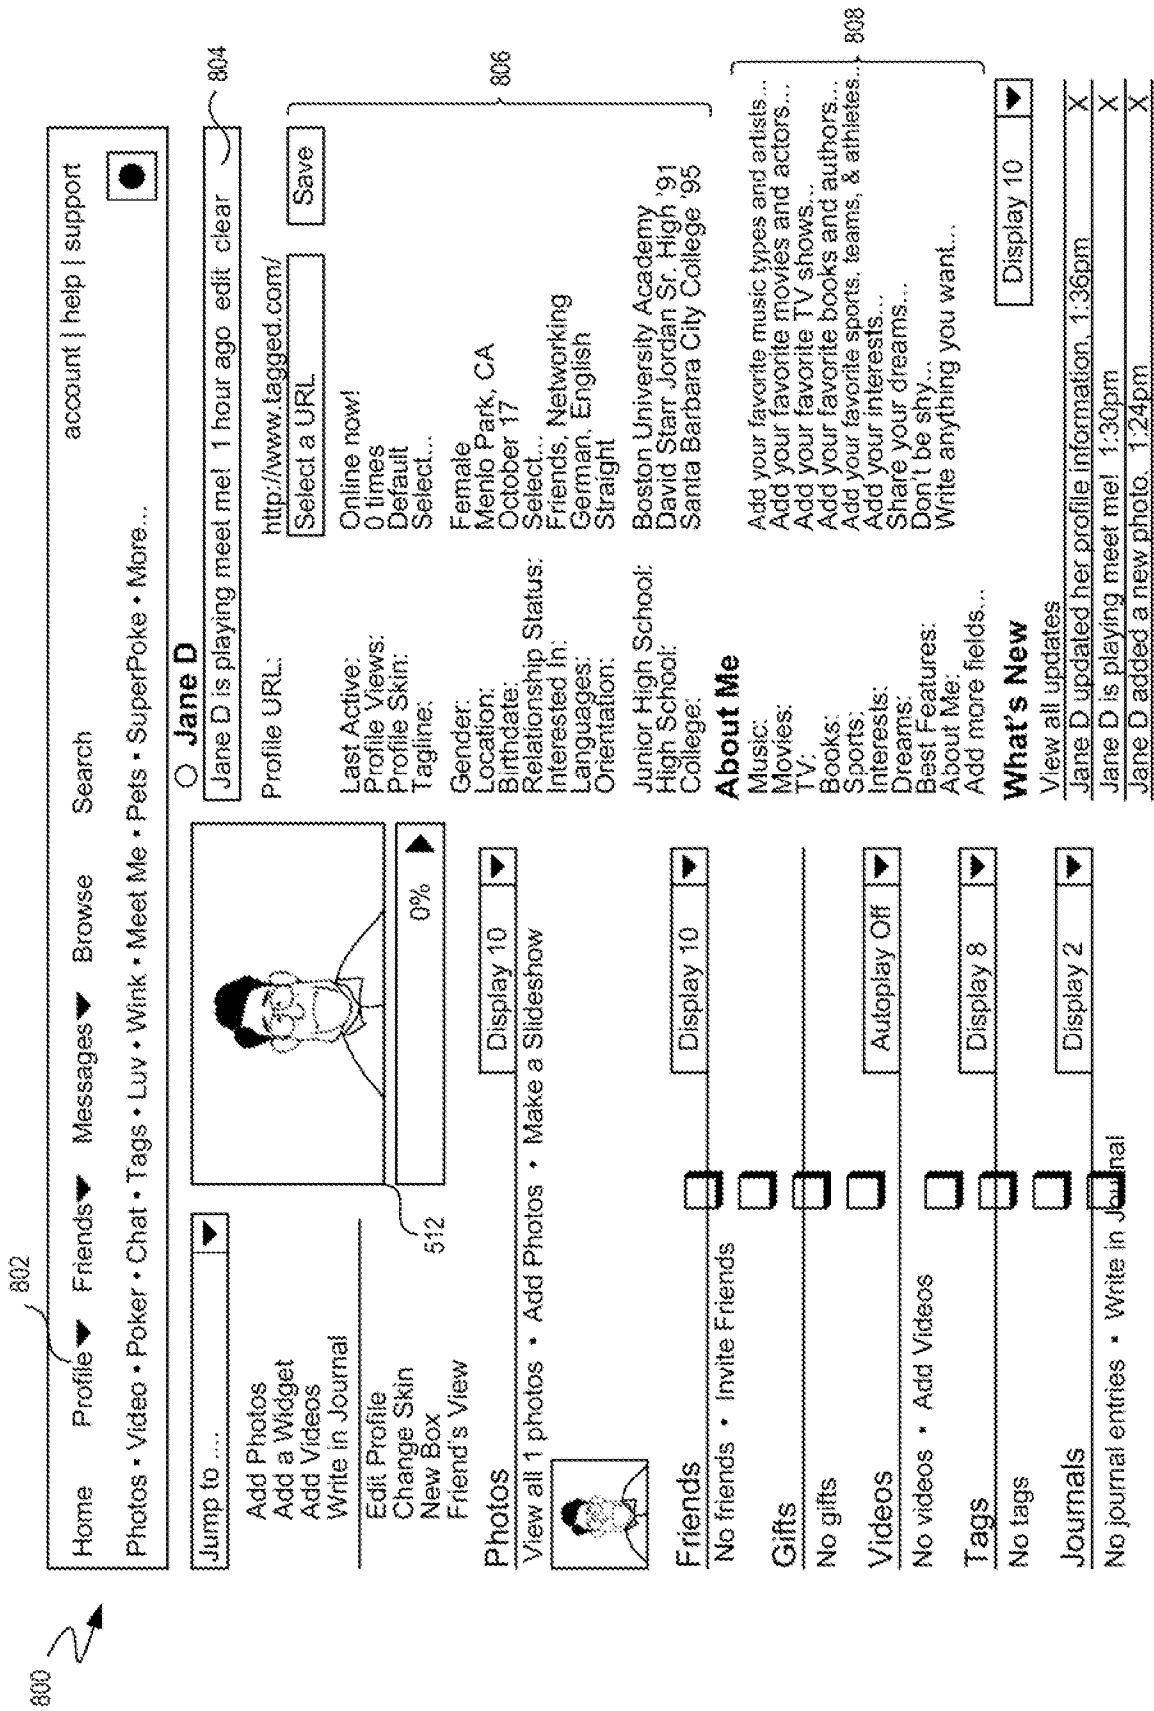 800
802
Home Profile▼ Friends▼ Messages▼ Browse Search account | help | support
Photos • Video • Poker • Chat • Tags • Luv • Wink • Meet Me • Pets • SuperPoke • More...
Jump to ....
Add Photos
Add a Widget
Add Videos
Write in Journal
Edit Profile
Change Skin
New Box
Friend's View
512
0%
Photos Display 10
View all 1 photos • Add Photos • Make a Slideshow
Friends Display 10
No friends • Invite Friends
Gifts
No gifts
Videos Autoplay Off
No videos • Add Videos
Tags Display 8
No tags
Journals Display 2
No journal entries • Write in Journal
Jane D
Jane D is playing meet me! 1 hour ago edit clear
804
Profile URL: http://www.tagged.com/
Select a URL Save
Last Active: Online now!
Profile Views: 0 times
Profile Skin: Default
Tagline: Select...
Gender: Female
Location: Menlo Park, CA
Birthdate: October 17
Relationship Status: Select...
Interested In: Friends, Networking
Languages: German, English
Orientation: Straight
Junior High School: Boston University Academy
High School: David Starr Jordan Sr. High '91
College: Santa Barbara City College '95
806
About Me
Music: Add your favorite music types and artists...
Movies: Add your favorite movies and actors...
TV: Add your favorite TV shows...
Books: Add your favorite books and authors...
Sports: Add your favorite sports, teams, & athletes...
Interests: Add your interests...
Dreams: Share your dreams...
Best Features: Don't be shy...
About Me: Write anything you want...
Add more fields...
808
What's New Display 10
View all updates
Jane D updated her profile information. 1:36pm X
Jane D is playing meet me! 1:30pm X
Jane D added a new photo. 1:24pm X